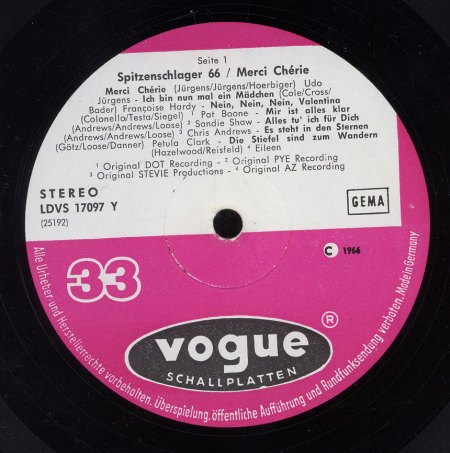 Seite 1
Spitzenschlager 66 / Merci Chérie
Merci Chérie (Jürgens/Jürgens/Hoerbiger) Udo
Jürgens - Ich bin nun mal ein Mädchen (Cole/Cross/
Bader) Françoise Hardy - Nein, Nein, Nein, Valentina
(Colonello/Testa/Siegel) ¹ Pat Boone - Mir ist alles klar
(Andrews/Andrews/Loose) ² Sandie Shaw - Alles tu' ich für Dich
(Andrews/Andrews/Loose) ³ Chris Andrews - Es steht in den Sternen
(Götz/Loose/Danner) Petula Clark - Die Stiefel sind zum Wandern
(Hazelwood/Reisfeld) ⁴ Eileen
¹ Original DOT Recording - ² Original PYE Recording
³ Original STEVIE Productions - ⁴ Original AZ Recording
STEREO
LDVS 17097 Y
(25192)
GEMA
C 1966
33
vogue ®
SCHALLPLATTEN
Alle Urheber- und Herstellerrechte vorbehalten. Überspielung, öffentliche Aufführung und Rundfunksendung verboten. Made in Germany